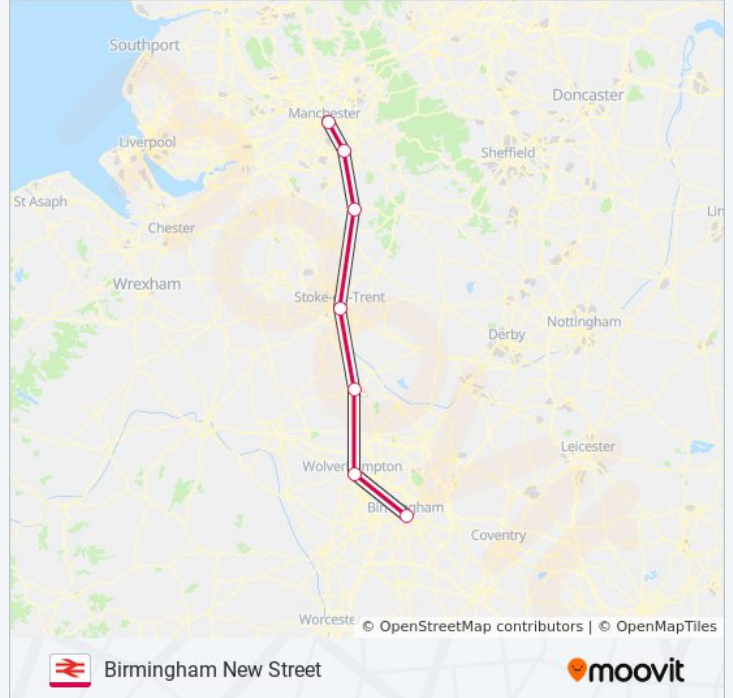 Southport
Manchester
Doncaster
Liverpool
Sheffield
St Asaph
Lin
Chester
Wrexham
Stoke-on-Trent
Nottingham
Derby
Leicester
Wolverhampton
Birmingham
Coventry
Worceste
© OpenStreetMap contributors | © OpenMapTiles
Birmingham New Street
moovit